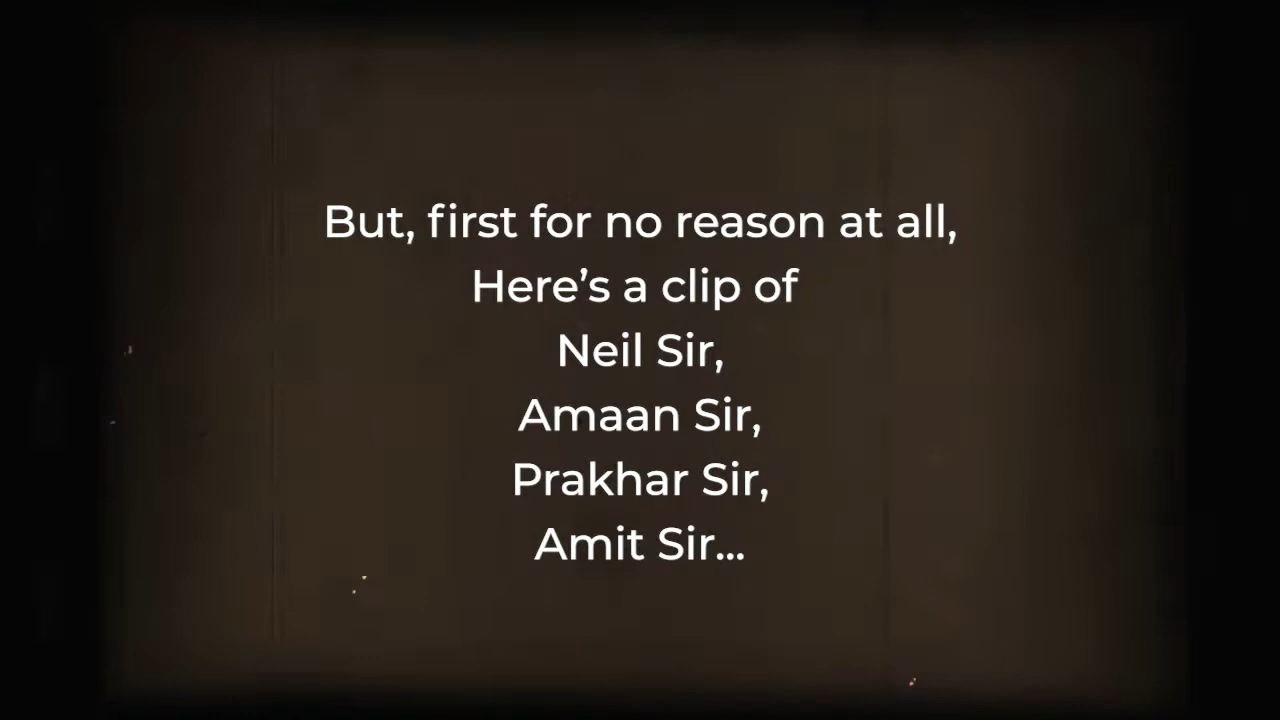 But, first for no reason at all,
Here’s a clip of
Neil Sir,
Amaan Sir,
Prakhar Sir,
Amit Sir...